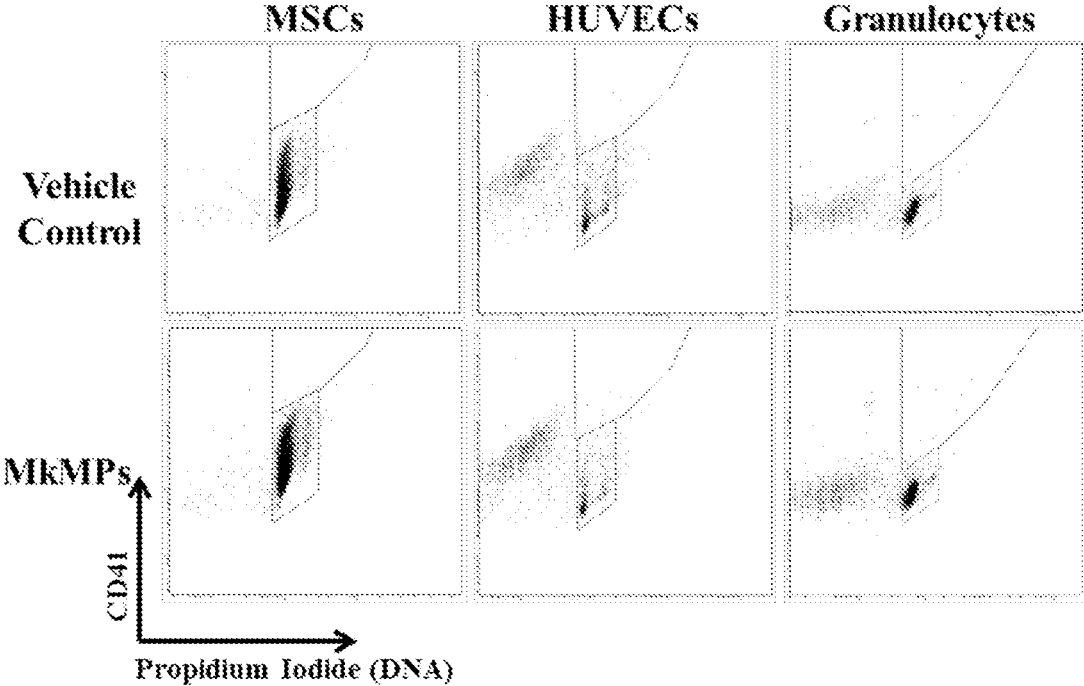 MSCs HUVECs Granulocytes
Vehicle
Control
MkMPs
CD41
Propidium Iodide (DNA)